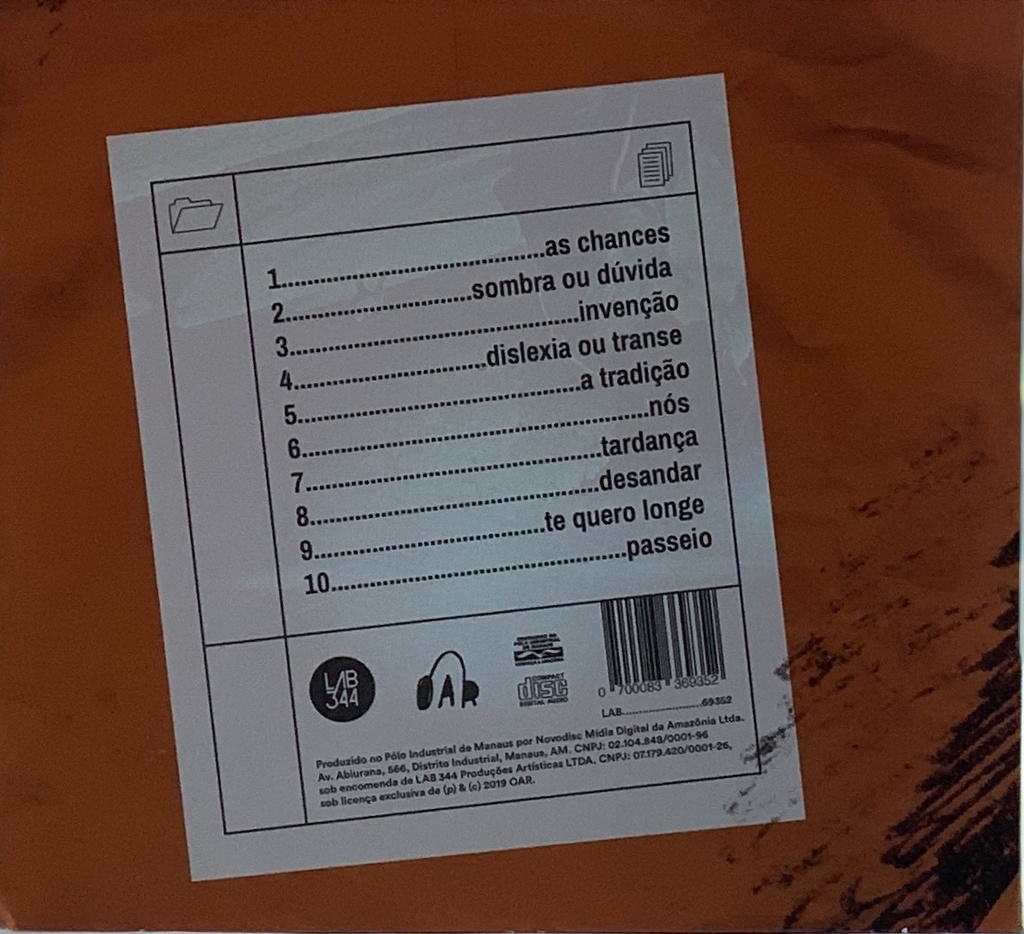 1..............................................as chances
2................................sombra ou dúvida
3..................................................invenção
4.................................dislexia ou transe
5.................................................a tradição
6............................................................nós
7...................................................tardança
8..................................................desandar
9........................................te quero longe
10...................................................passeio
LAB 344
OAR
COMPACT
disc
DIGITAL AUDIO
0 700083 369352
LAB........................69352
Produzido no Pólo Industrial de Manaus por Novodisc Mídia Digital da Amazônia Ltda.
Av. Abiurana, 566, Distrito Industrial, Manaus, AM. CNPJ: 02.104.848/0001-96
sob encomenda de LAB 344 Produções Artísticas LTDA. CNPJ: 07.179.420/0001-26,
sob licença exclusiva de (p) & (c) 2019 OAR.